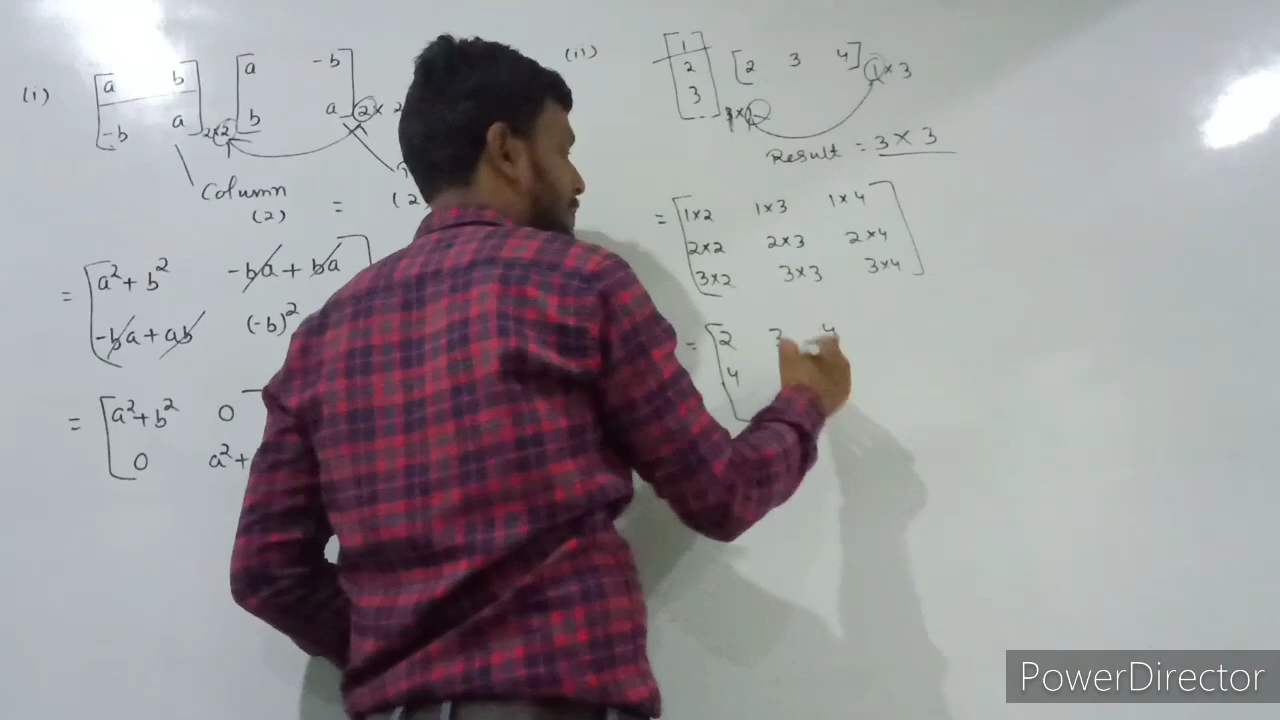 (i) [a b -b a] 2×2 [a -b b a] 2×2
Column
(2) = (2
= [a²+b² -ba+ba
-ba+ab (-b)²
= [a²+b² 0
0 a²+
(ii) [1 2 3] 3×1 [2 3 4] 1×3
Result = 3×3
= [1×2 1×3 1×4
2×2 2×3 2×4
3×2 3×3 3×4]
= [2 3 4
4
PowerDirector